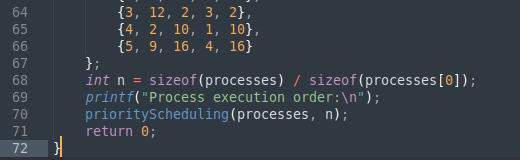 64 {3, 12, 2, 3, 2},
65 {4, 2, 10, 1, 10},
66 {5, 9, 16, 4, 16}
67 };
68 int n = sizeof(processes) / sizeof(processes[0]);
69 printf("Process execution order:\n");
70 priorityScheduling(processes, n);
71 return 0;
72 }